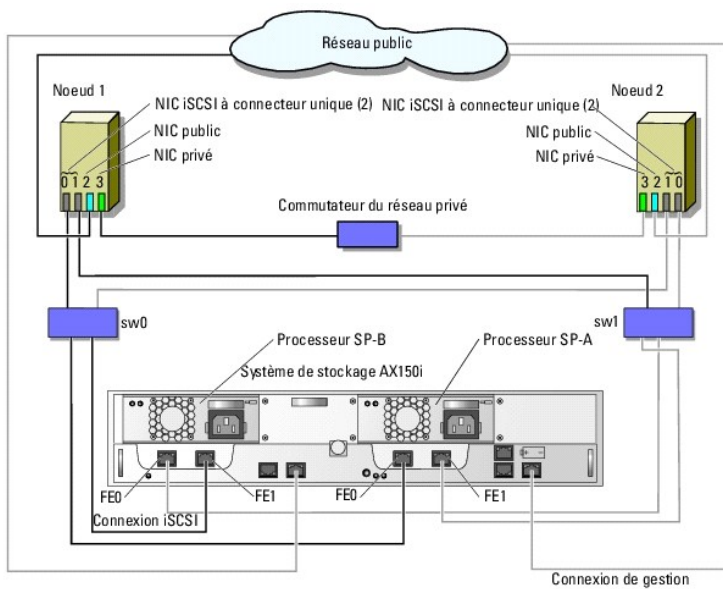 Réseau public
Noeud 1
NIC iSCSI à connecteur unique (2)
NIC iSCSI à connecteur unique (2)
Noeud 2
NIC public
NIC public
NIC privé
NIC privé
0 1 2 3
3 2 1 0
Commutateur du réseau privé
sw0
sw1
Processeur SP-B
Processeur SP-A
Système de stockage AX150i
FE0
FE1
FE0
FE1
Connexion iSCSI
Connexion de gestion